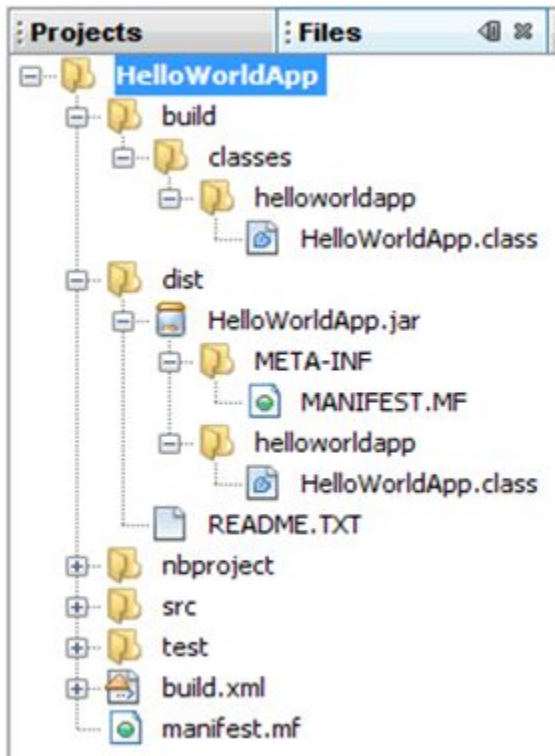 Projects Files
HelloWorldApp
build
classes
helloworldapp
HelloWorldApp.class
dist
HelloWorldApp.jar
META-INF
MANIFEST.MF
helloworldapp
HelloWorldApp.class
README.TXT
nbproject
src
test
build.xml
manifest.mf